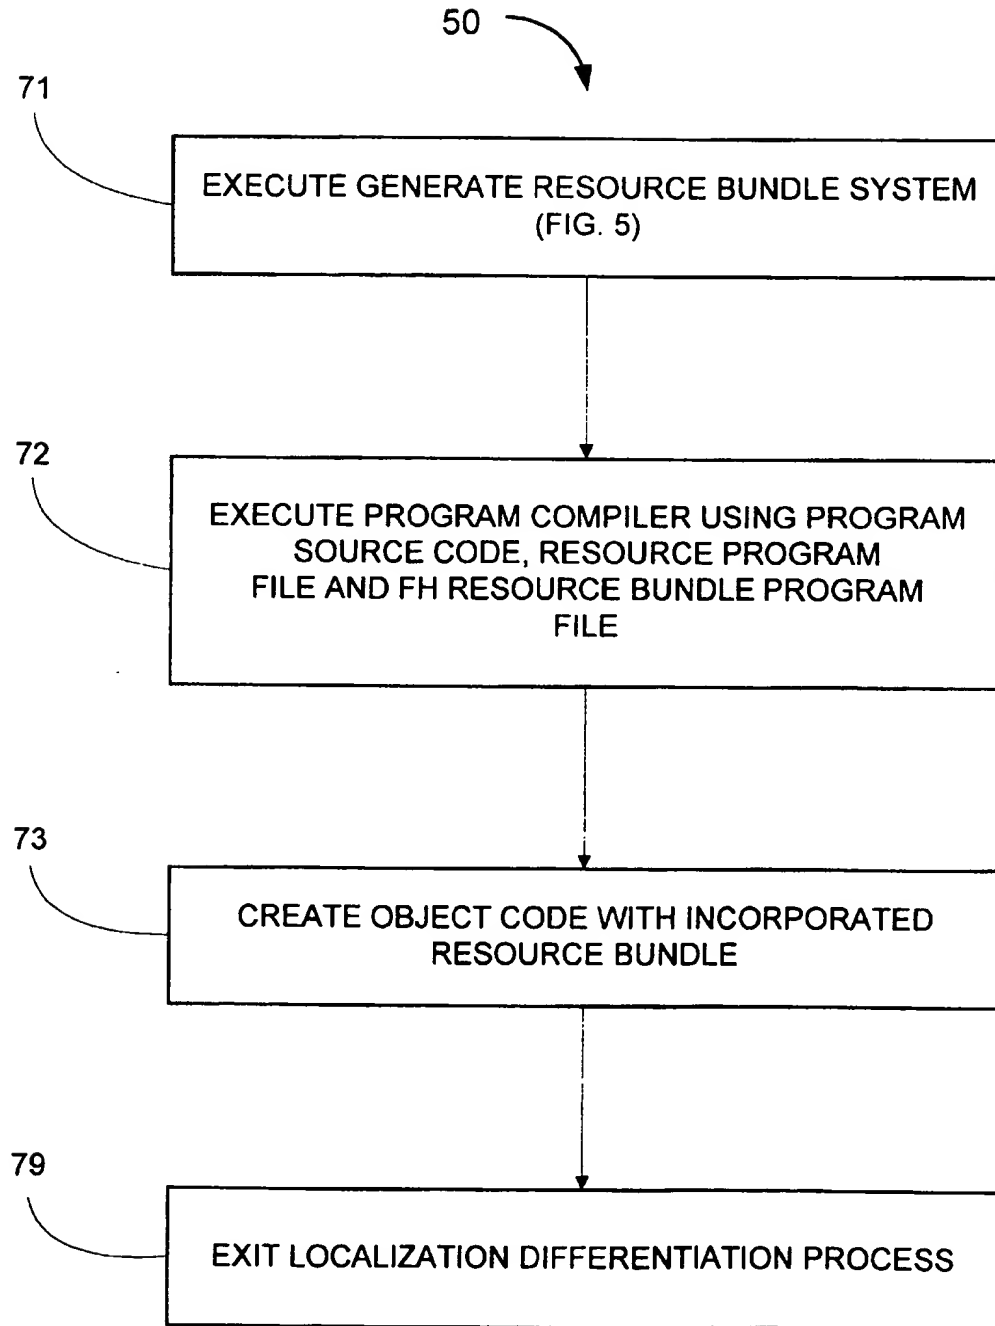 50
71
EXECUTE GENERATE RESOURCE BUNDLE SYSTEM
(FIG. 5)
72
EXECUTE PROGRAM COMPILER USING PROGRAM
SOURCE CODE, RESOURCE PROGRAM
FILE AND FH RESOURCE BUNDLE PROGRAM
FILE
73
CREATE OBJECT CODE WITH INCORPORATED
RESOURCE BUNDLE
79
EXIT LOCALIZATION DIFFERENTIATION PROCESS